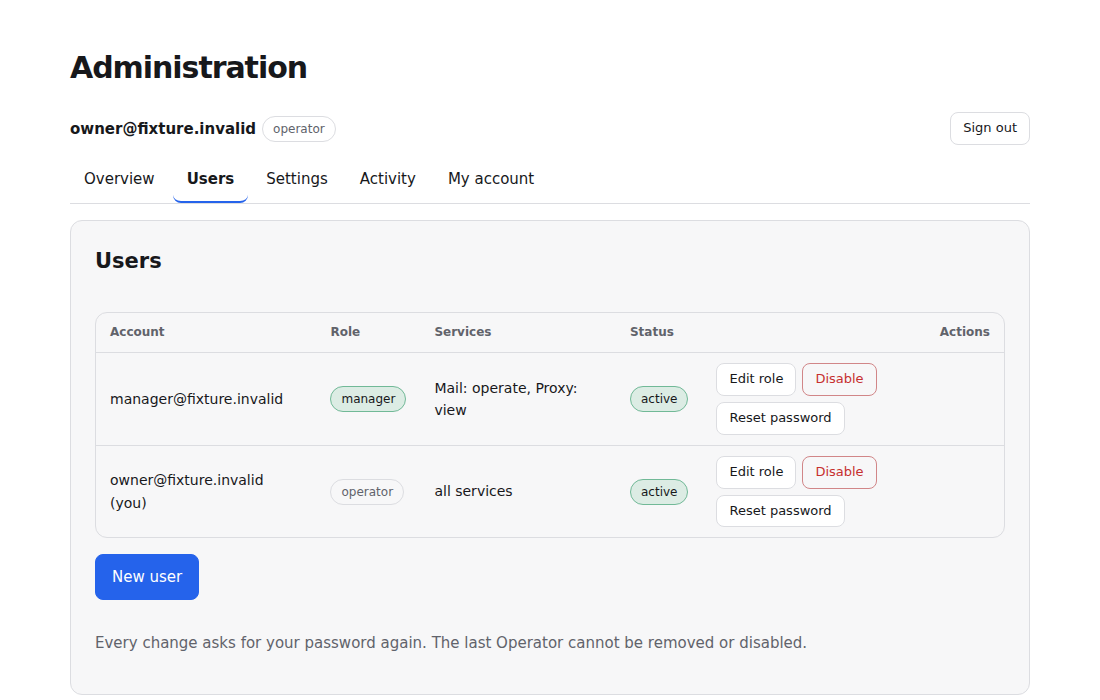 Administration
owner@fixture.invalid operator Sign out
Overview Users Settings Activity My account
Users
Account Role Services Status Actions
manager@fixture.invalid manager Mail: operate, Proxy: view active Edit role Disable Reset password
owner@fixture.invalid (you) operator all services active Edit role Disable Reset password
New user
Every change asks for your password again. The last Operator cannot be removed or disabled.